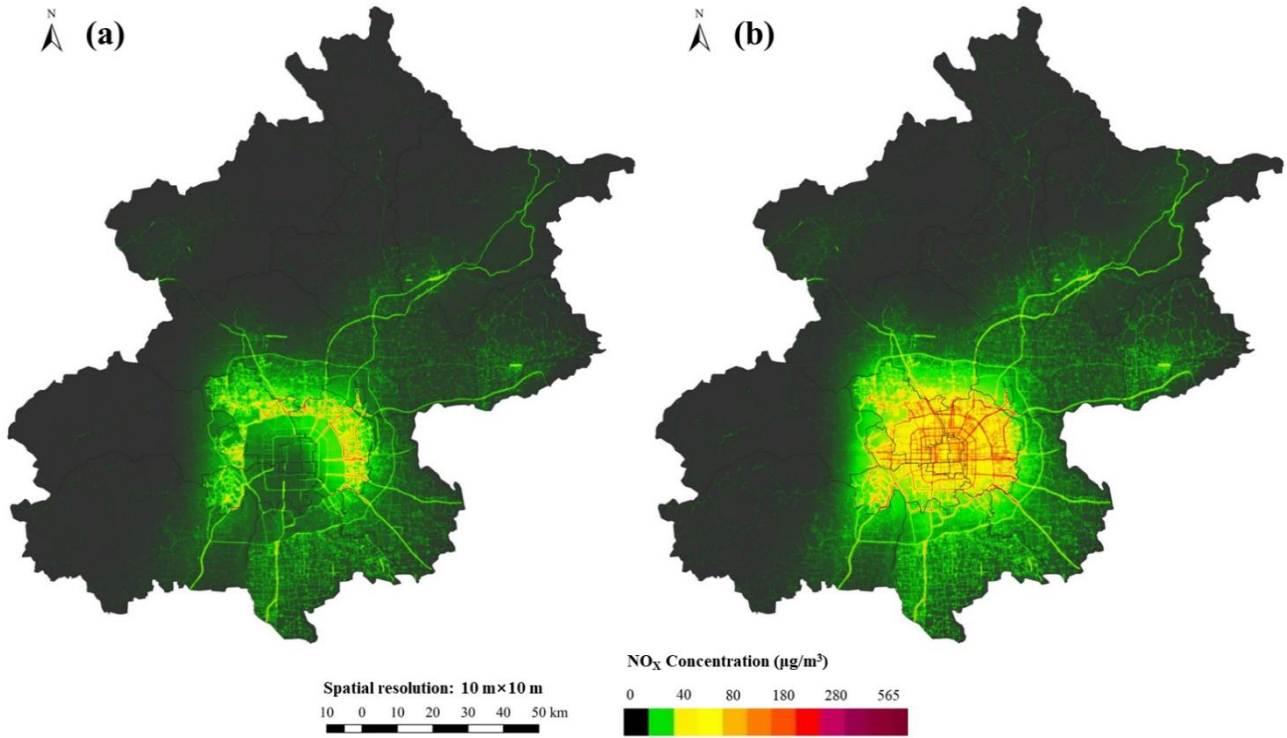 N
(a)
N
(b)
Spatial resolution: 10 m×10 m
10 0 10 20 30 40 50 km
NOX Concentration (μg/m³)
0 40 80 180 280 565